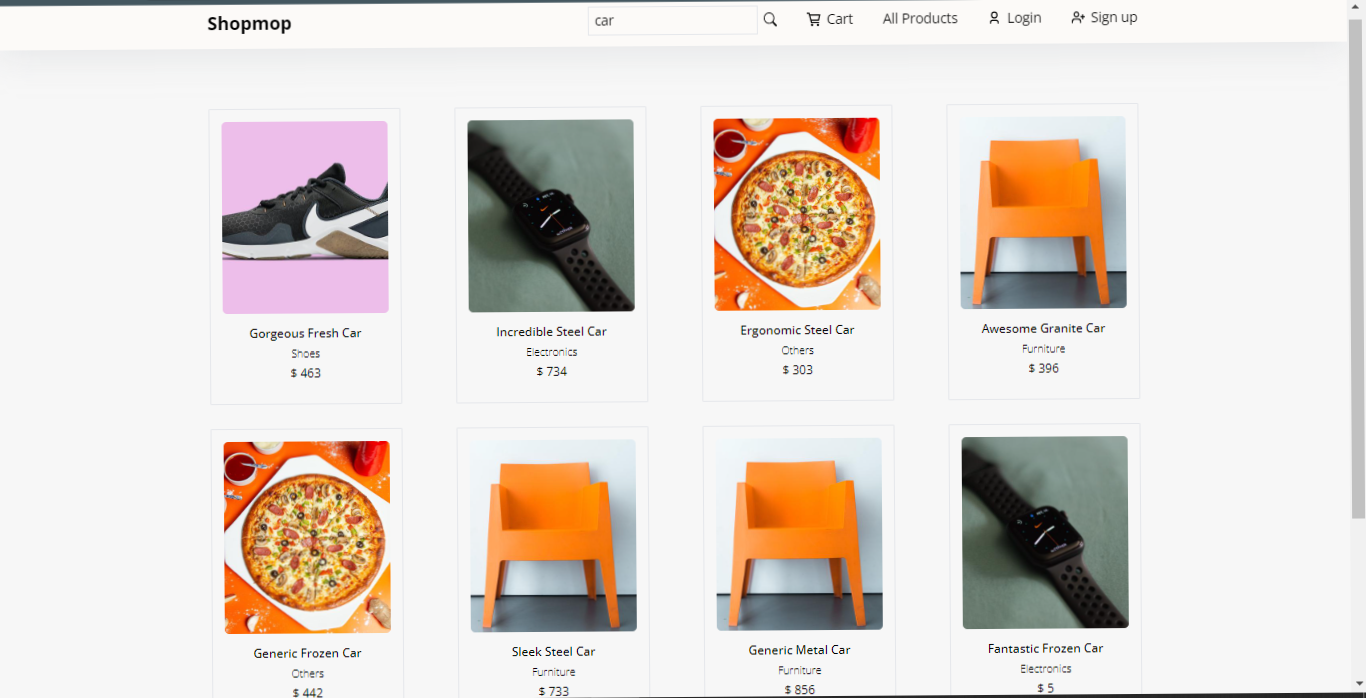 Shopmop
car
Cart
All Products
Login
Sign up
Gorgeous Fresh Car
Shoes
$ 463
Incredible Steel Car
Electronics
$ 734
Ergonomic Steel Car
Others
$ 303
Awesome Granite Car
Furniture
$ 396
Generic Frozen Car
Others
$ 442
Sleek Steel Car
Furniture
$ 733
Generic Metal Car
Furniture
$ 856
Fantastic Frozen Car
Electronics
$ 5